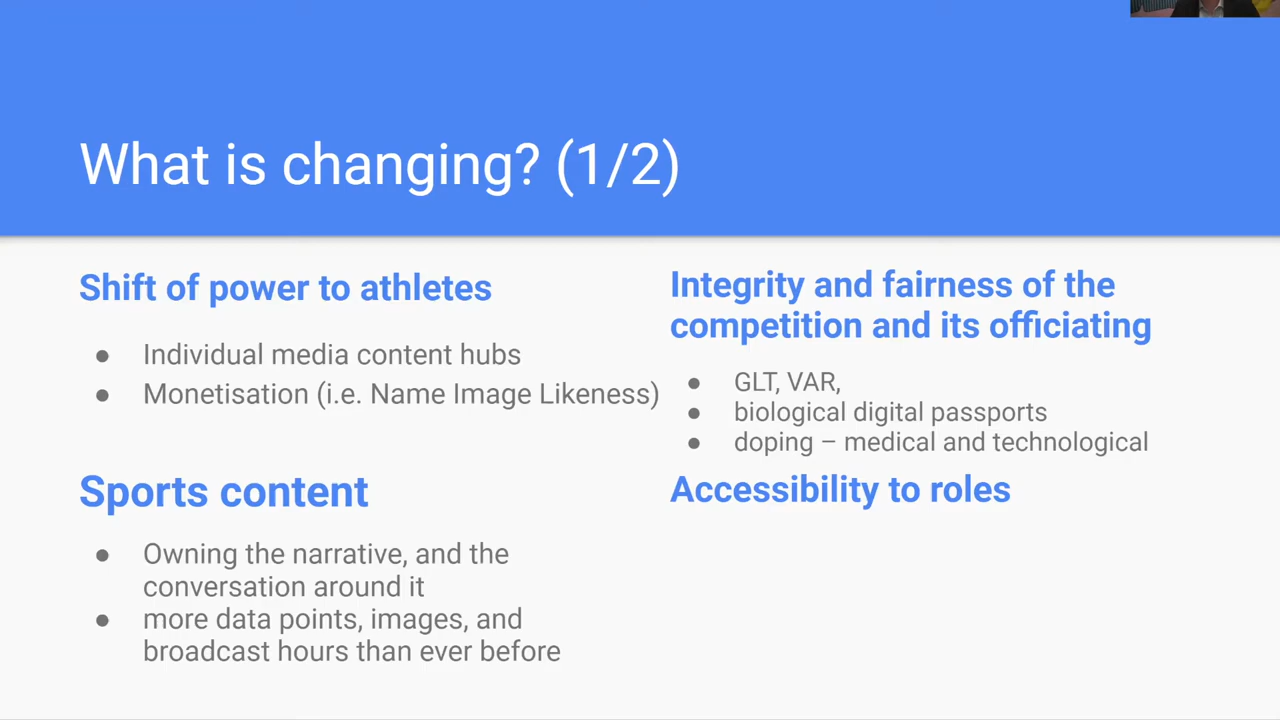 What is changing? (1/2)
Shift of power to athletes
● Individual media content hubs
● Monetisation (i.e. Name Image Likeness)
Sports content
● Owning the narrative, and the
conversation around it
● more data points, images, and
broadcast hours than ever before
Integrity and fairness of the
competition and its officiating
● GLT, VAR,
● biological digital passports
● doping – medical and technological
Accessibility to roles